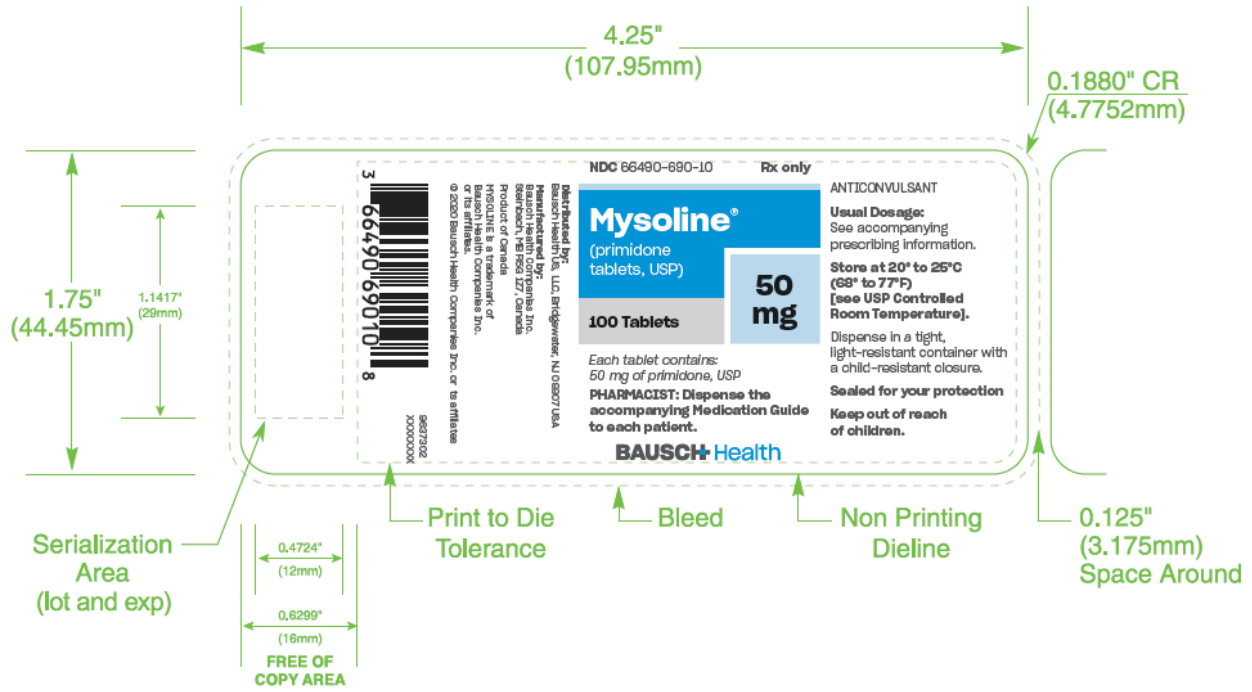 4.25"
(107.95mm)
0.1880" CR
(4.7752mm)
1.75"
(44.45mm)
1.1417"
(29mm)
3 66490 69010 8
9637302
XXXXXXXX
Distributed by:
Bausch Health US, LLC, Bridgewater, NJ 08807 USA
Manufactured by:
Bausch Health Companies Inc.
Steinbach, MB R5G 1Z7, Canada
Product of Canada
MYSOLINE is a trademark of
Bausch Health Companies Inc.
or its affiliates.
© 2020 Bausch Health Companies Inc. or its affiliates
NDC 66490-690-10 Rx only
Mysoline®
(primidone
tablets, USP)
50
mg
100 Tablets
Each tablet contains:
50 mg of primidone, USP
PHARMACIST: Dispense the
accompanying Medication Guide
to each patient.
BAUSCH+Health
ANTICONVULSANT
Usual Dosage:
See accompanying
prescribing information.
Store at 20° to 25°C
(68° to 77°F)
[see USP Controlled
Room Temperature].
Dispense in a tight,
light-resistant container with
a child-resistant closure.
Sealed for your protection
Keep out of reach
of children.
Serialization
Area
(lot and exp)
Print to Die
Tolerance
Bleed
Non Printing
Dieline
0.125"
(3.175mm)
Space Around
0.4724"
(12mm)
0.6299"
(16mm)
FREE OF
COPY AREA